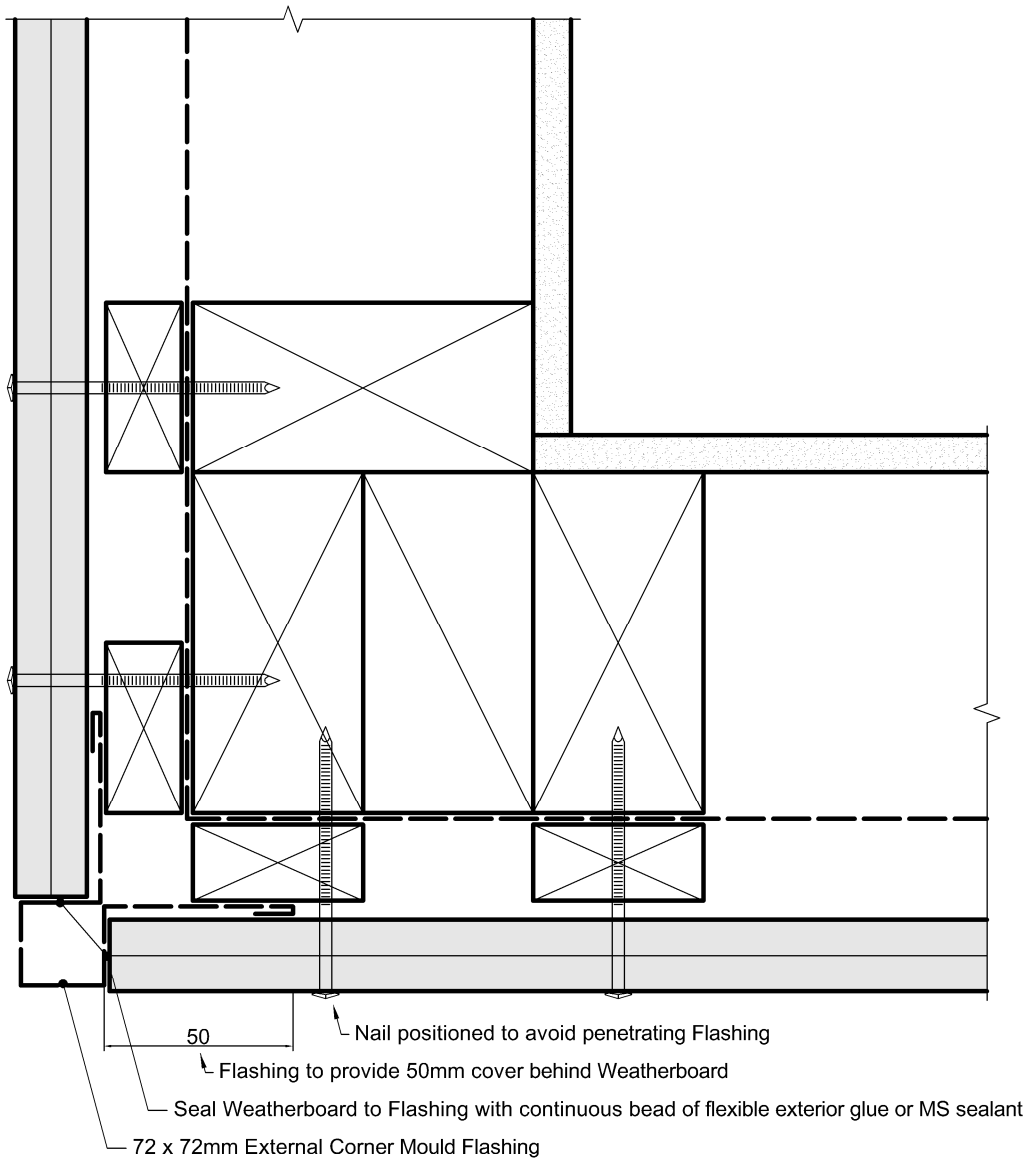 50
Nail positioned to avoid penetrating Flashing
Flashing to provide 50mm cover behind Weatherboard
Seal Weatherboard to Flashing with continuous bead of flexible exterior glue or MS sealant
72 x 72mm External Corner Mould Flashing